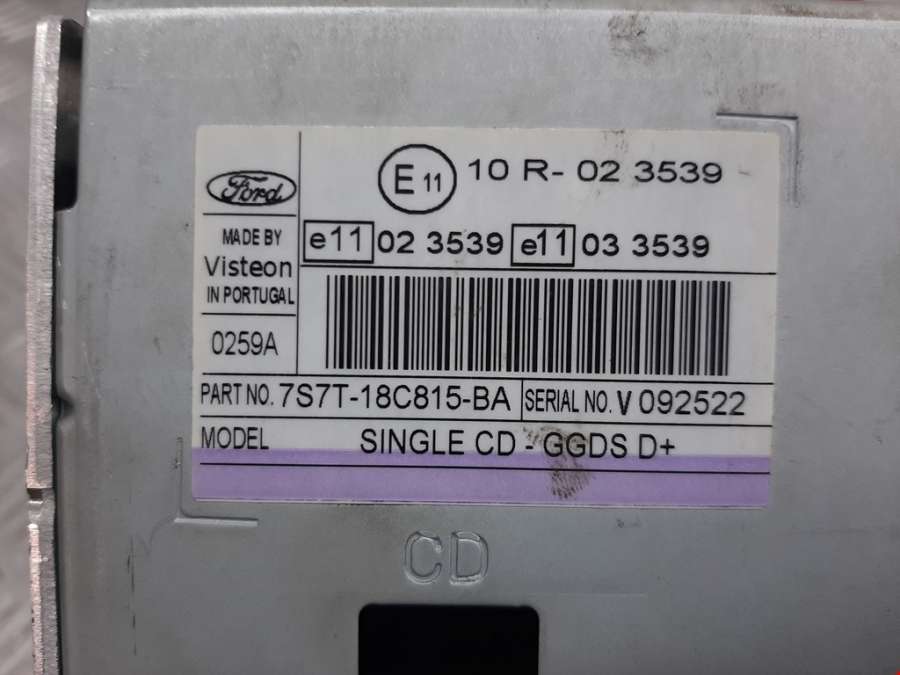 Ford
E 11 10 R- 02 3539
MADE BY
Visteon
IN PORTUGAL
e11 02 3539 e11 03 3539
0259A
PART NO. 7S7T-18C815-BA SERIAL NO. V 092522
MODEL SINGLE CD - GGDS D+
CD